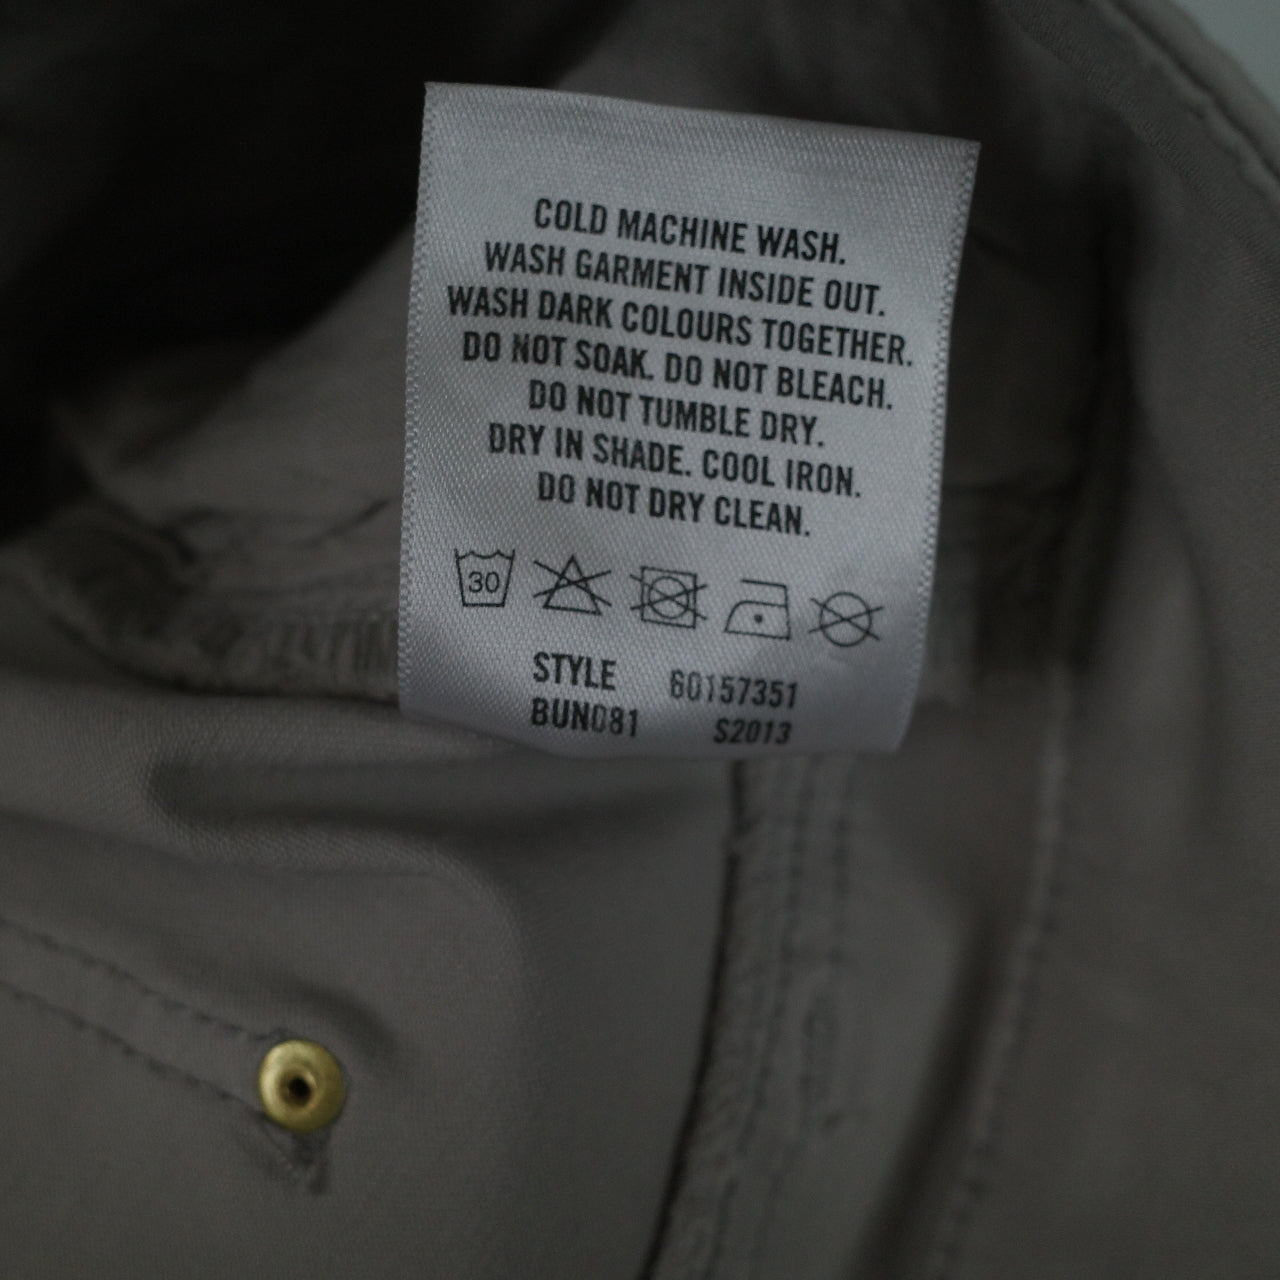 COLD MACHINE WASH.
WASH GARMENT INSIDE OUT.
WASH DARK COLOURS TOGETHER.
DO NOT SOAK. DO NOT BLEACH.
DO NOT TUMBLE DRY.
DRY IN SHADE. COOL IRON.
DO NOT DRY CLEAN.
30
STYLE 60157351
BUN081 S2013